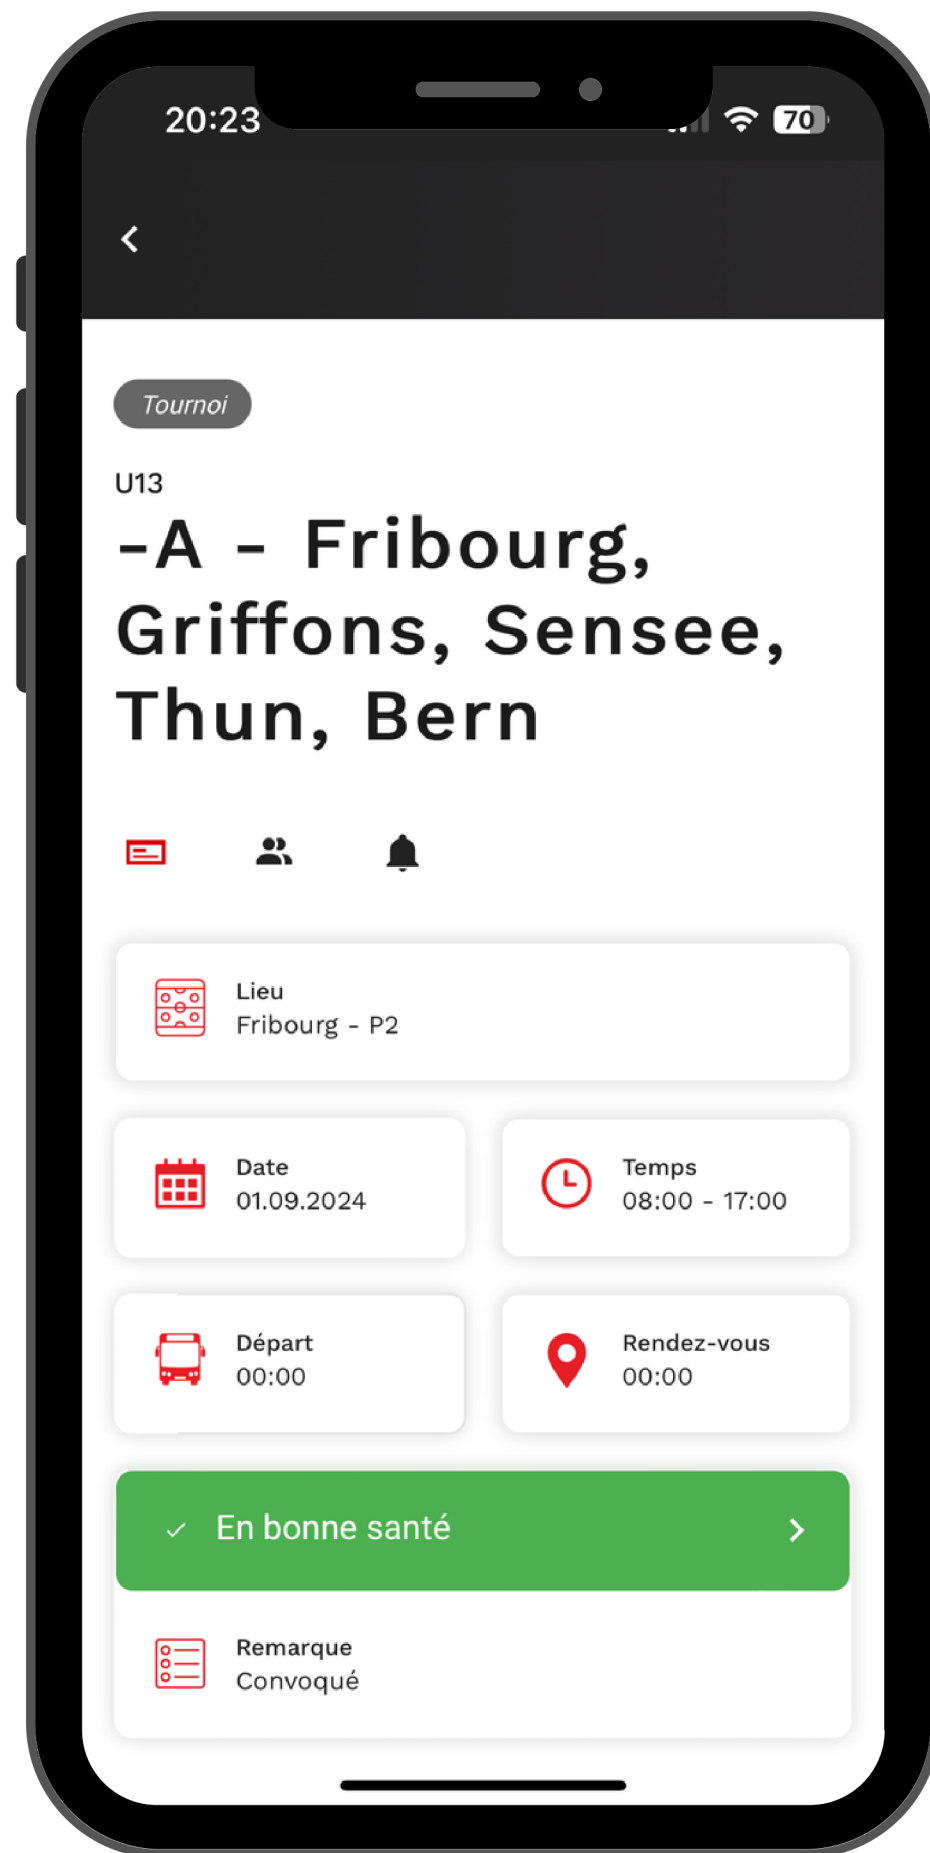 20:23
70
Tournoi
U13
-A - Fribourg,
Griffons, Sensee,
Thun, Bern
Lieu
Fribourg - P2
Date
01.09.2024
Temps
08:00 - 17:00
Départ
00:00
Rendez-vous
00:00
En bonne santé
Remarque
Convoqué